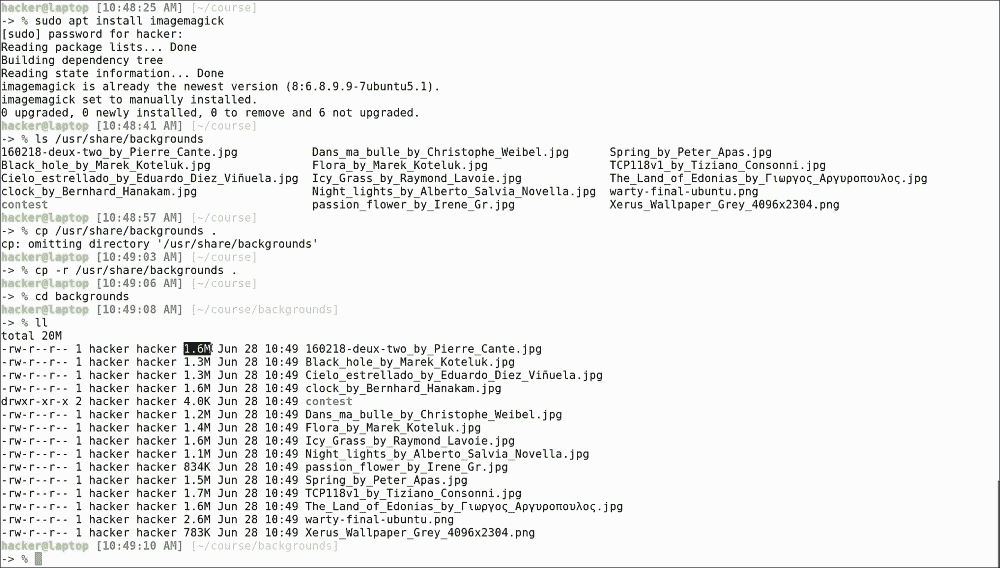 hacker@laptop [10:48:25 AM] [~/course]
-> % sudo apt install imagemagick
[sudo] password for hacker:
Reading package lists... Done
Building dependency tree
Reading state information... Done
imagemagick is already the newest version (8:6.8.9.9-7ubuntu5.1).
imagemagick set to manually installed.
0 upgraded, 0 newly installed, 0 to remove and 6 not upgraded.
hacker@laptop [10:48:41 AM] [~/course]
-> % ls /usr/share/backgrounds
160218-deux-two_by_Pierre_Cante.jpg Dans_ma_bulle_by_Christophe_Weibel.jpg Spring_by_Peter_Apas.jpg
Black_hole_by_Marek_Koteluk.jpg Flora_by_Marek_Koteluk.jpg TCP118v1_by_Tiziano_Consonni.jpg
Cielo_estrellado_by_Eduardo_Diez_Viñuela.jpg Icy_Grass_by_Raymond_Lavoie.jpg The_Land_of_Edonias_by_Γιωργος_Αργυροπουλος.jpg
clock_by_Bernhard_Hanakam.jpg Night_lights_by_Alberto_Salvia_Novella.jpg warty-final-ubuntu.png
contest passion_flower_by_Irene_Gr.jpg Xerus_Wallpaper_Grey_4096x2304.png
hacker@laptop [10:48:57 AM] [~/course]
-> % cp /usr/share/backgrounds .
cp: omitting directory '/usr/share/backgrounds'
hacker@laptop [10:49:03 AM] [~/course]
-> % cp -r /usr/share/backgrounds .
hacker@laptop [10:49:06 AM] [~/course]
-> % cd backgrounds
hacker@laptop [10:49:08 AM] [~/course/backgrounds]
-> % ll
total 20M
-rw-r--r-- 1 hacker hacker 1.6M Jun 28 10:49 160218-deux-two_by_Pierre_Cante.jpg
-rw-r--r-- 1 hacker hacker 1.3M Jun 28 10:49 Black_hole_by_Marek_Koteluk.jpg
-rw-r--r-- 1 hacker hacker 1.3M Jun 28 10:49 Cielo_estrellado_by_Eduardo_Diez_Viñuela.jpg
-rw-r--r-- 1 hacker hacker 1.6M Jun 28 10:49 clock_by_Bernhard_Hanakam.jpg
drwxr-xr-x 2 hacker hacker 4.0K Jun 28 10:49 contest
-rw-r--r-- 1 hacker hacker 1.2M Jun 28 10:49 Dans_ma_bulle_by_Christophe_Weibel.jpg
-rw-r--r-- 1 hacker hacker 1.4M Jun 28 10:49 Flora_by_Marek_Koteluk.jpg
-rw-r--r-- 1 hacker hacker 1.6M Jun 28 10:49 Icy_Grass_by_Raymond_Lavoie.jpg
-rw-r--r-- 1 hacker hacker 1.1M Jun 28 10:49 Night_lights_by_Alberto_Salvia_Novella.jpg
-rw-r--r-- 1 hacker hacker 834K Jun 28 10:49 passion_flower_by_Irene_Gr.jpg
-rw-r--r-- 1 hacker hacker 1.5M Jun 28 10:49 Spring_by_Peter_Apas.jpg
-rw-r--r-- 1 hacker hacker 1.7M Jun 28 10:49 TCP118v1_by_Tiziano_Consonni.jpg
-rw-r--r-- 1 hacker hacker 1.6M Jun 28 10:49 The_Land_of_Edonias_by_Γιωργος_Αργυροπουλος.jpg
-rw-r--r-- 1 hacker hacker 2.6M Jun 28 10:49 warty-final-ubuntu.png
-rw-r--r-- 1 hacker hacker 783K Jun 28 10:49 Xerus_Wallpaper_Grey_4096x2304.png
hacker@laptop [10:49:10 AM] [~/course/backgrounds]
-> %